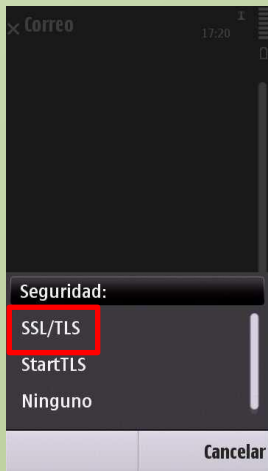 Correo
17:20
Seguridad:
SSL/TLS
StartTLS
Ninguno
Cancelar